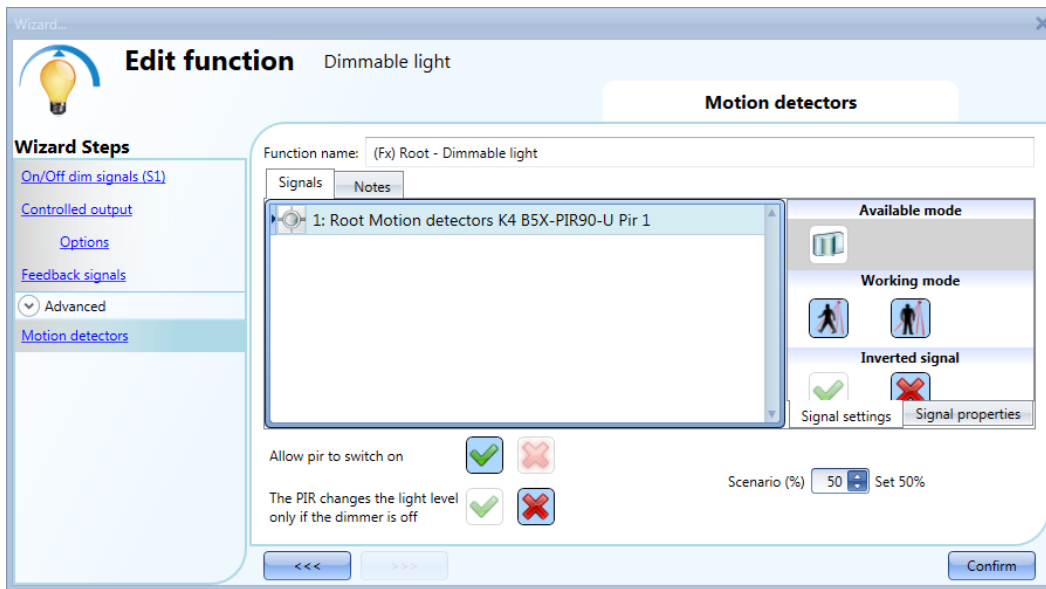 Wizard...
Edit function Dimmable light
Motion detectors
Wizard Steps
On/Off dim signals (S1)
Controlled output
Options
Feedback signals
Advanced
Motion detectors
Function name: (Fx) Root - Dimmable light
Signals Notes
1: Root Motion detectors K4 B5X-PIR90-U Pir 1
Available mode
Working mode
Inverted signal
Signal settings Signal properties
Allow pir to switch on
The PIR changes the light level
only if the dimmer is off
Scenario (%) 50 Set 50%
<<< >>> Confirm